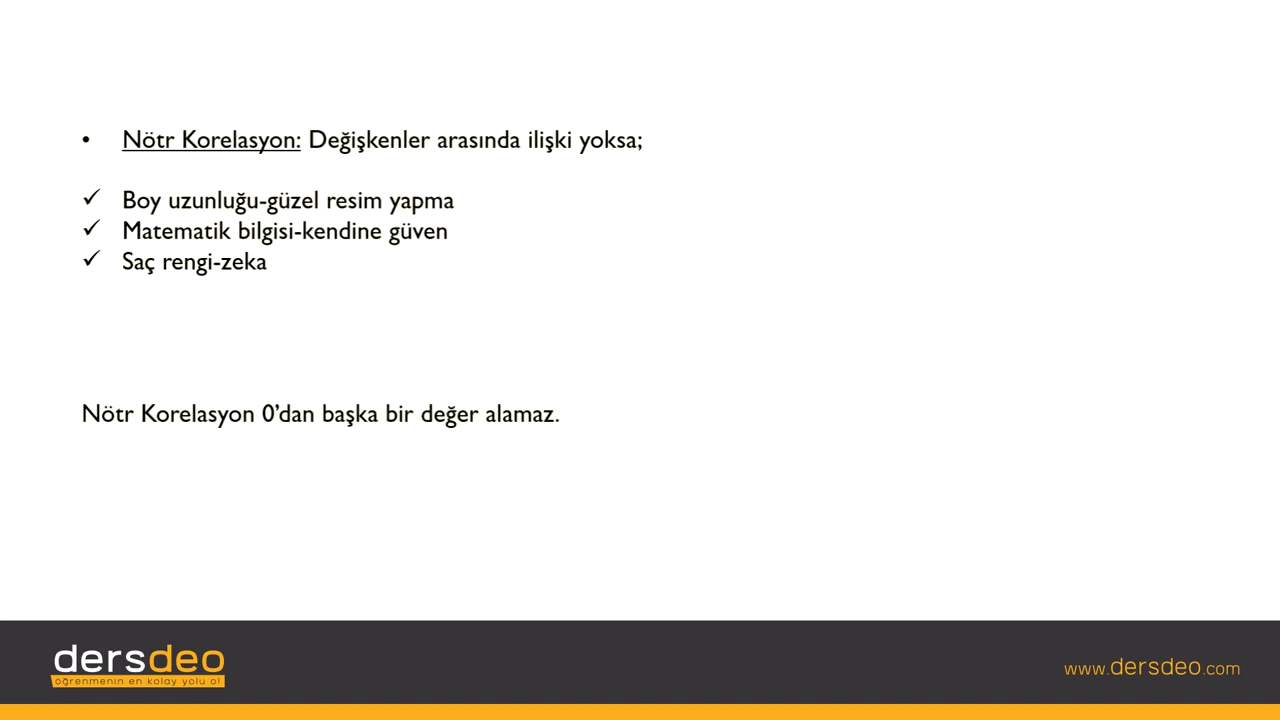 • Nötr Korelasyon: Değişkenler arasında ilişki yoksa;
✓ Boy uzunluğu-güzel resim yapma
✓ Matematik bilgisi-kendine güven
✓ Saç rengi-zeka
Nötr Korelasyon 0’dan başka bir değer alamaz.
dersdeo
öğrenmenin en kolay yolu o!
www.dersdeo.com